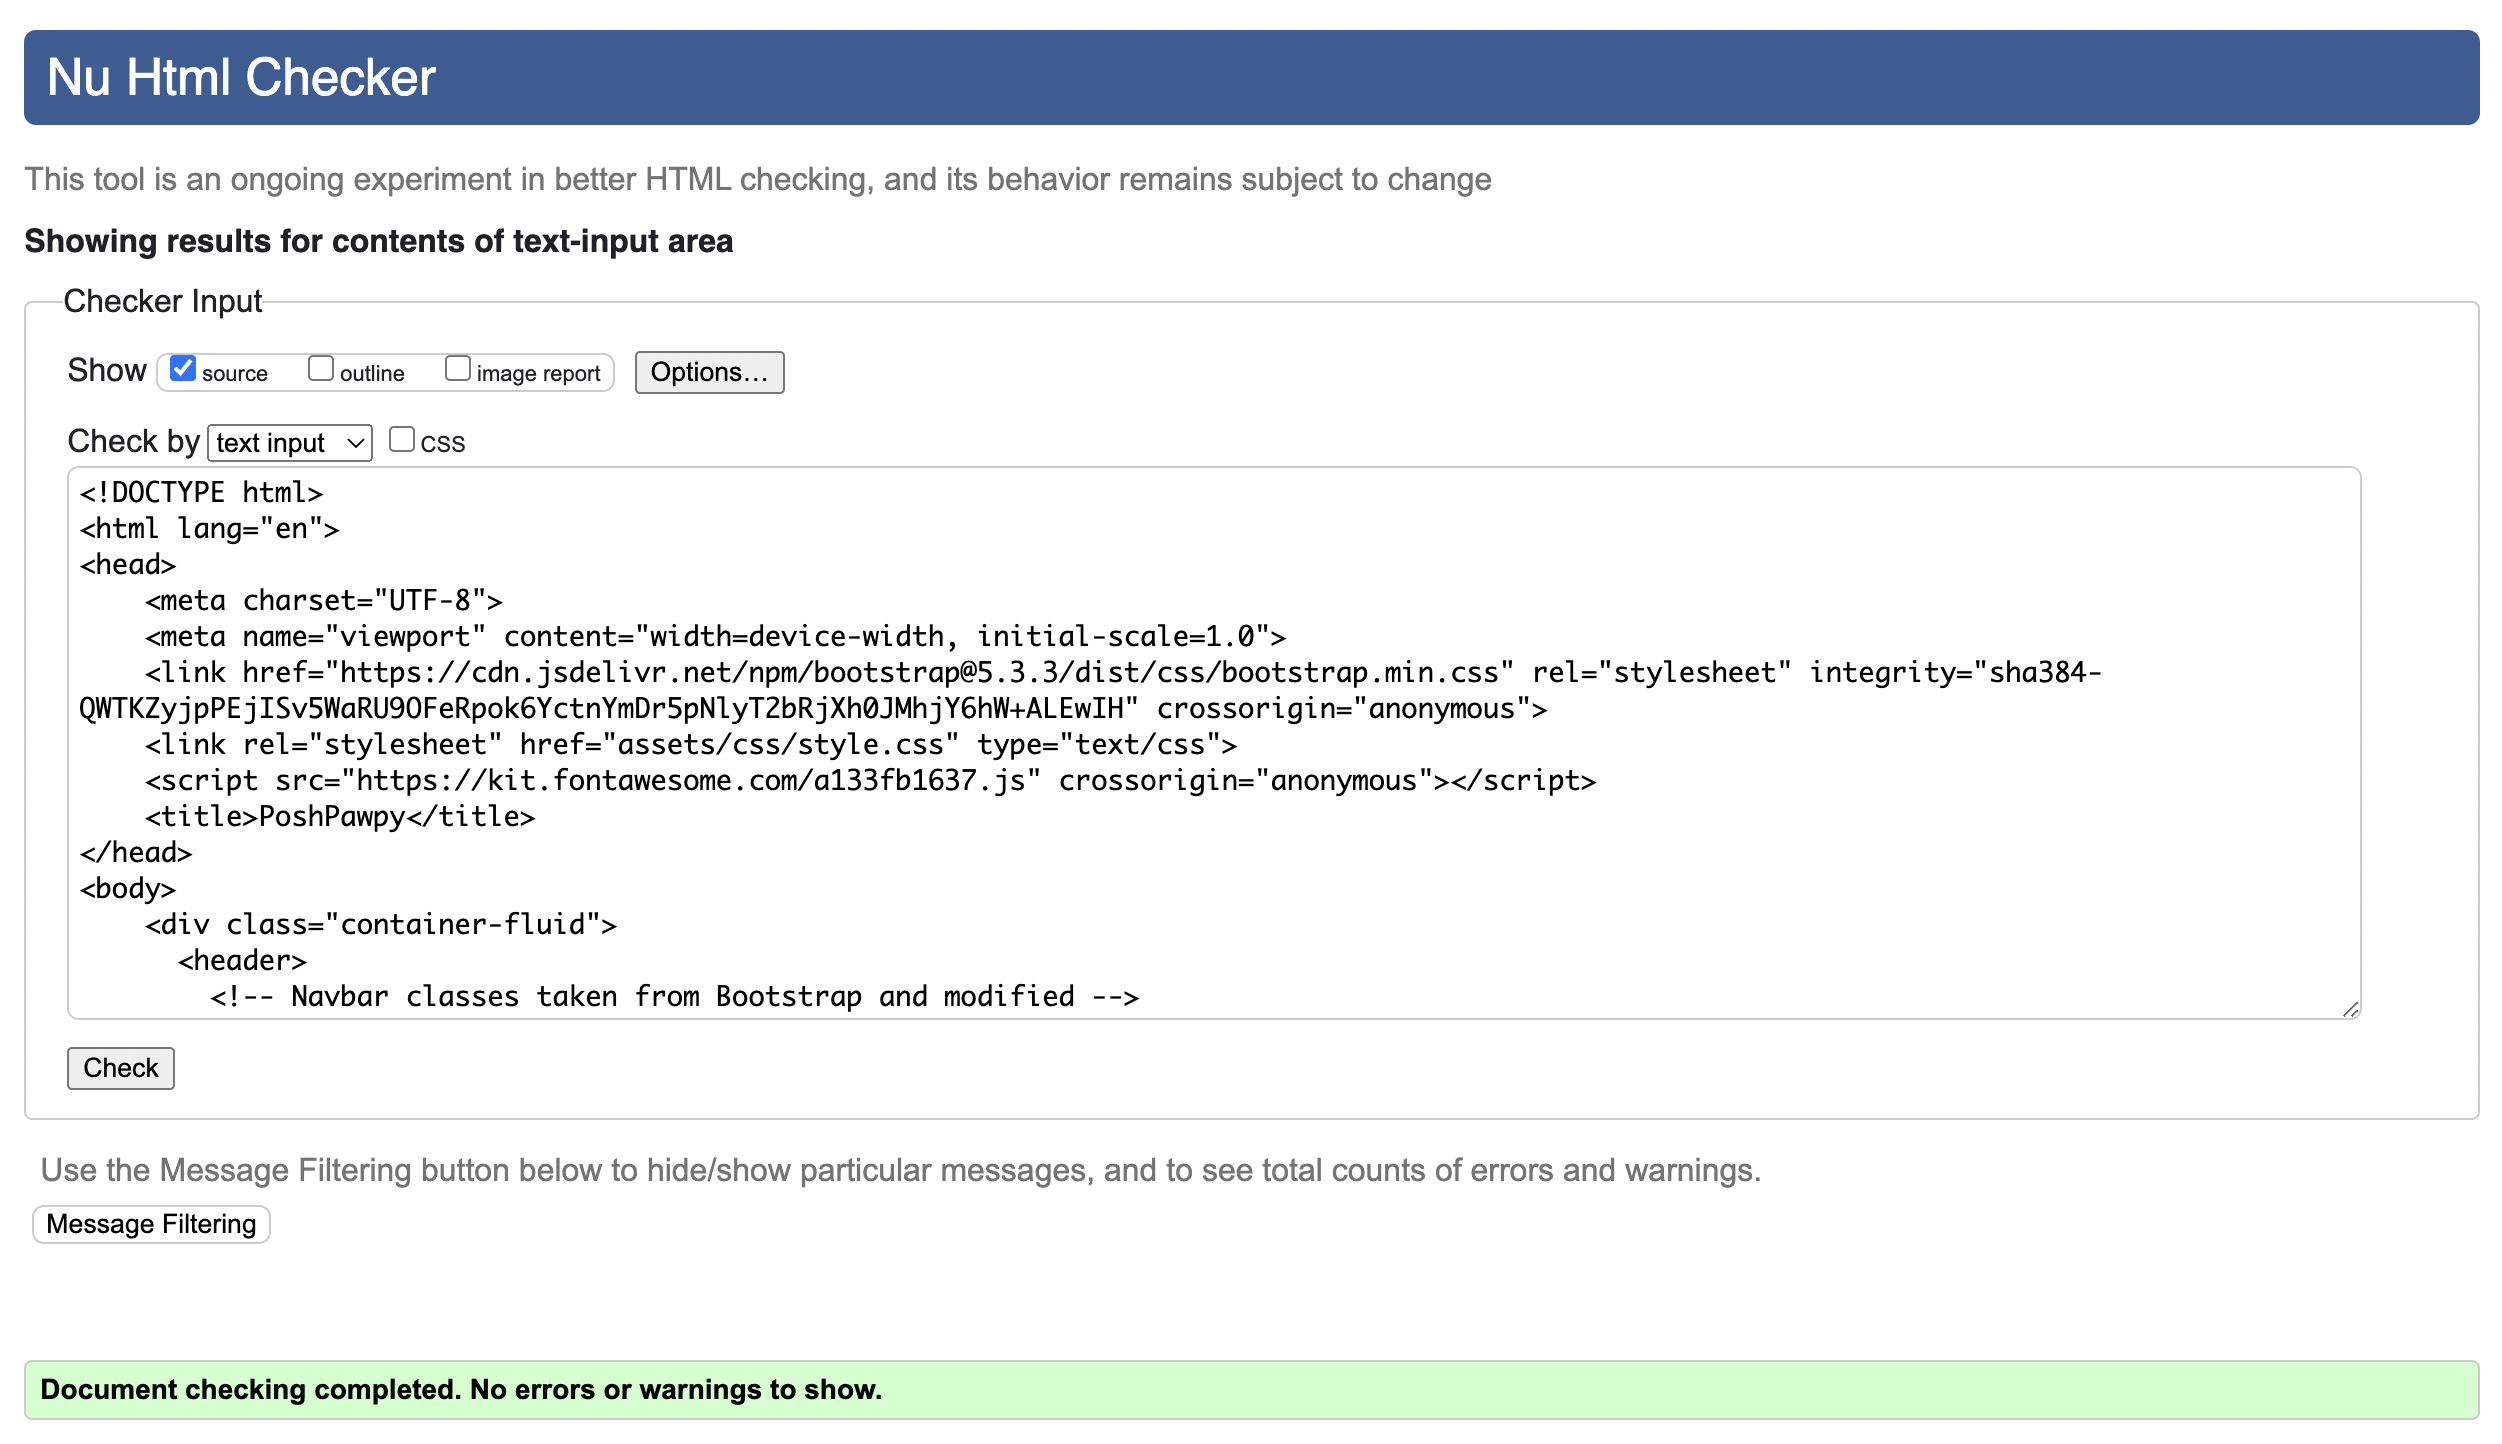 Nu Html Checker
This tool is an ongoing experiment in better HTML checking, and its behavior remains subject to change
Showing results for contents of text-input area
Checker Input
Show source outline image report Options...
Check by text input CSS
<!DOCTYPE html>
<html lang="en">
<head>
    <meta charset="UTF-8">
    <meta name="viewport" content="width=device-width, initial-scale=1.0">
    <link href="https://cdn.jsdelivr.net/npm/bootstrap@5.3.3/dist/css/bootstrap.min.css" rel="stylesheet" integrity="sha384-
QWTKZyjpPEjISv5WaRU9OFeRpok6YctnYmDr5pNlyT2bRjXh0JMhjY6hW+ALEwIH" crossorigin="anonymous">
    <link rel="stylesheet" href="assets/css/style.css" type="text/css">
    <script src="https://kit.fontawesome.com/a133fb1637.js" crossorigin="anonymous"></script>
    <title>PoshPawpy</title>
</head>
<body>
    <div class="container-fluid">
      <header>
        <!-- Navbar classes taken from Bootstrap and modified -->
Check
Use the Message Filtering button below to hide/show particular messages, and to see total counts of errors and warnings.
Message Filtering
Document checking completed. No errors or warnings to show.